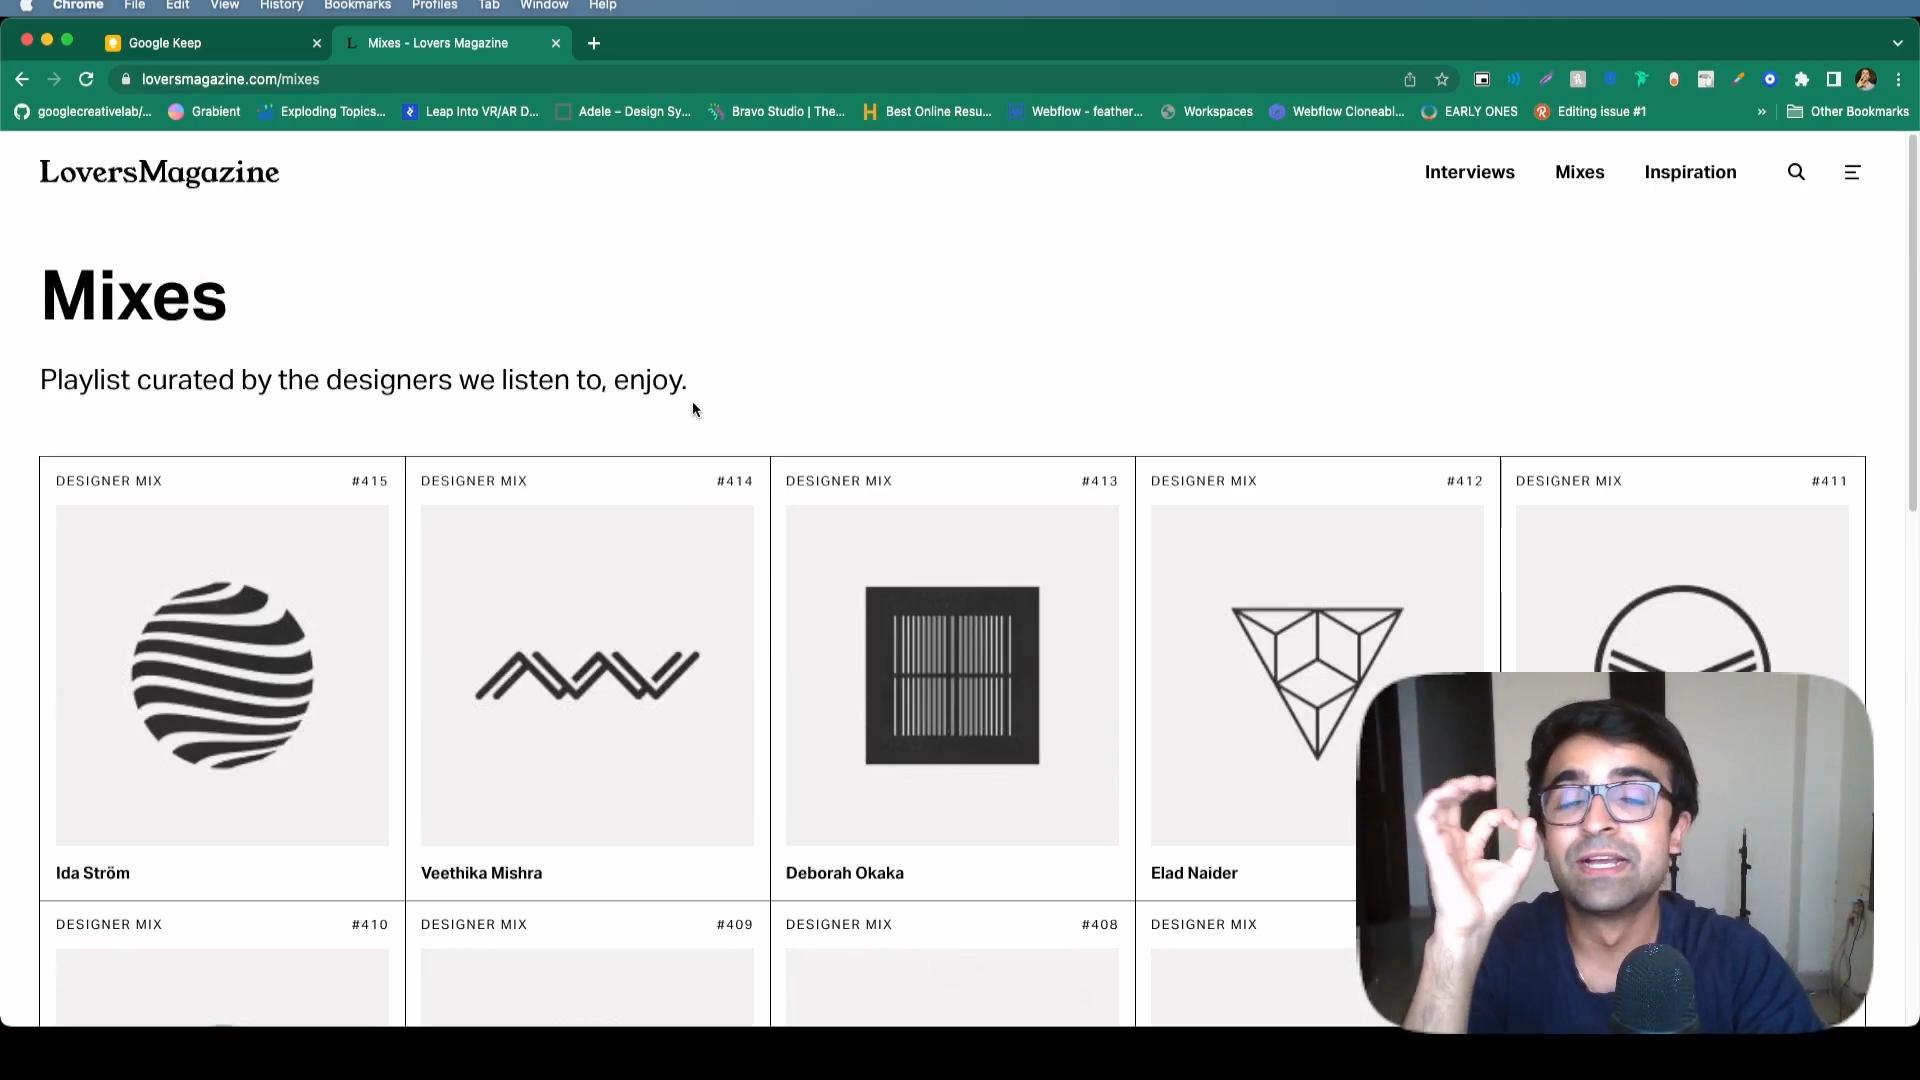 Chrome File Edit View History Bookmarks Profiles Tab Window Help
Google Keep
L Mixes - Lovers Magazine
loversmagazine.com/mixes
googlecreativelab/... Grabient Exploding Topics... Leap Into VR/AR D... Adele – Design Sy... Bravo Studio | The... Best Online Resu... Webflow - feather... Workspaces Webflow Cloneabl... EARLY ONES Editing issue #1 » Other Bookmarks
LoversMagazine
Interviews Mixes Inspiration
Mixes
Playlist curated by the designers we listen to, enjoy.
DESIGNER MIX #415
Ida Ström
DESIGNER MIX #414
Veethika Mishra
DESIGNER MIX #413
Deborah Okaka
DESIGNER MIX #412
Elad Naider
DESIGNER MIX #411
DESIGNER MIX #410
DESIGNER MIX #409
DESIGNER MIX #408
DESIGNER MIX